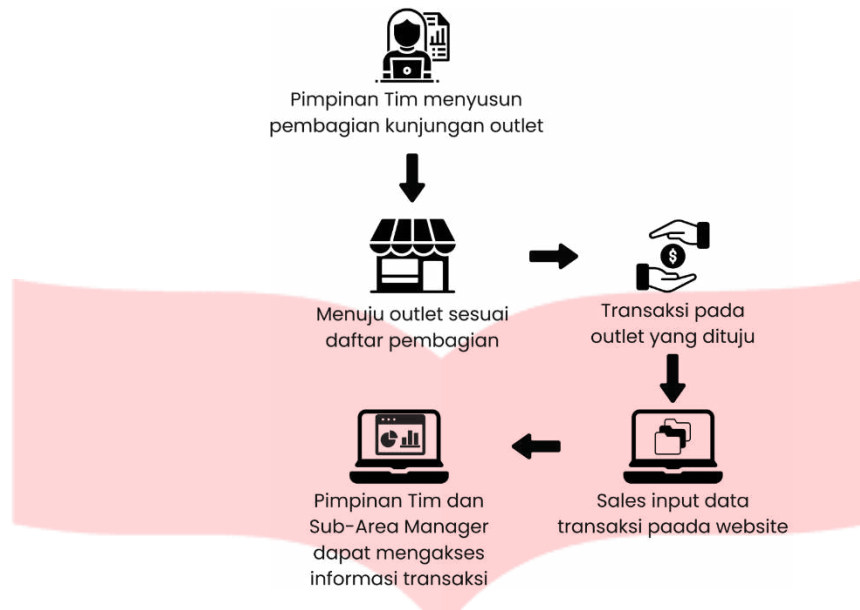 Pimpinan Tim menyusun
pembagian kunjungan outlet
Menuju outlet sesuai
daftar pembagian
Transaksi pada
outlet yang dituju
Sales input data
transaksi paada website
Pimpinan Tim dan
Sub-Area Manager
dapat mengakses
informasi transaksi